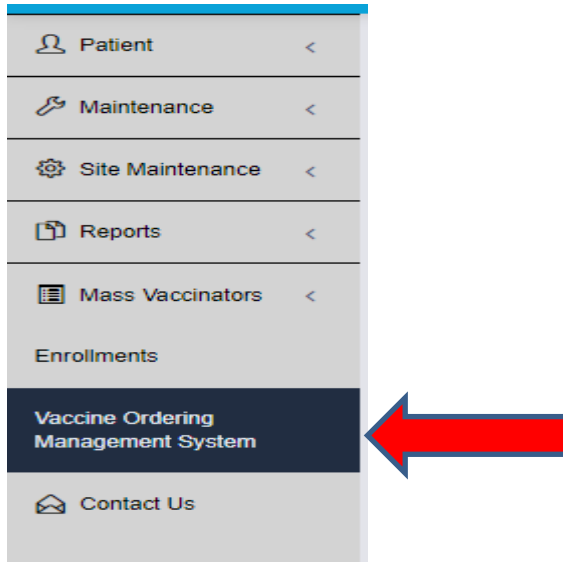 Patient
Maintenance
Site Maintenance
Reports
Mass Vaccinators
Enrollments
Vaccine Ordering
Management System
Contact Us